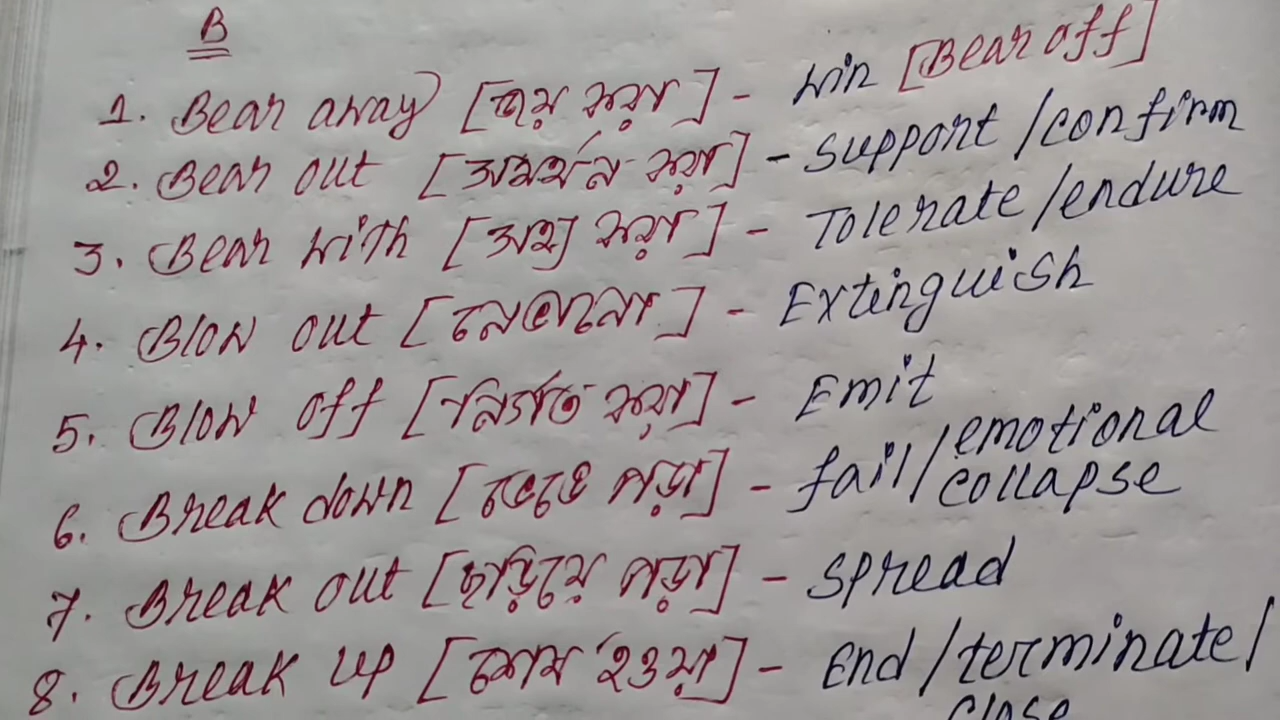 B
1. Bear away [জয় করা] - win [Bear off]
2. Bear out [সমর্থন করা] - Support/confirm
3. Bear with [সহ্য করা] - Tolerate/endure
4. Blow out [নেভানো] - Extinguish
5. Blow off [নির্গত করা] - Emit
6. Break down [ভেঙে পড়া] - fail/emotional collapse
7. Break out [ছড়িয়ে পড়া] - spread
8. Break up [শেষ হওয়া] - End/terminate/
close